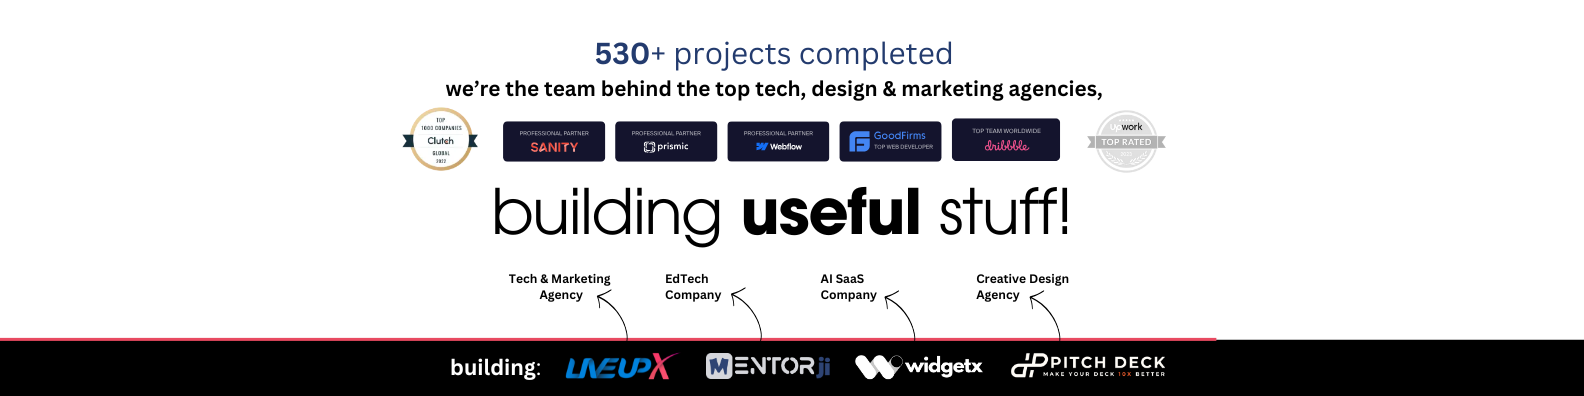 530+ projects completed
we're the team behind the top tech, design & marketing agencies,
TOP
1000 COMPANIES
Clutch
GLOBAL
2022
PROFESSIONAL PARTNER
SANITY
PROFESSIONAL PARTNER
prismic
PROFESSIONAL PARTNER
Webflow
GoodFirms
TOP WEB DEVELOPER
TOP TEAM WORLDWIDE
dribbble
Upwork
TOP RATED
building useful stuff!
Tech & Marketing
Agency
EdTech
Company
AI SaaS
Company
Creative Design
Agency
building:
LINEUPX
MENTORji
widgetx
PITCH DECK
MAKE YOUR DECK 10X BETTER